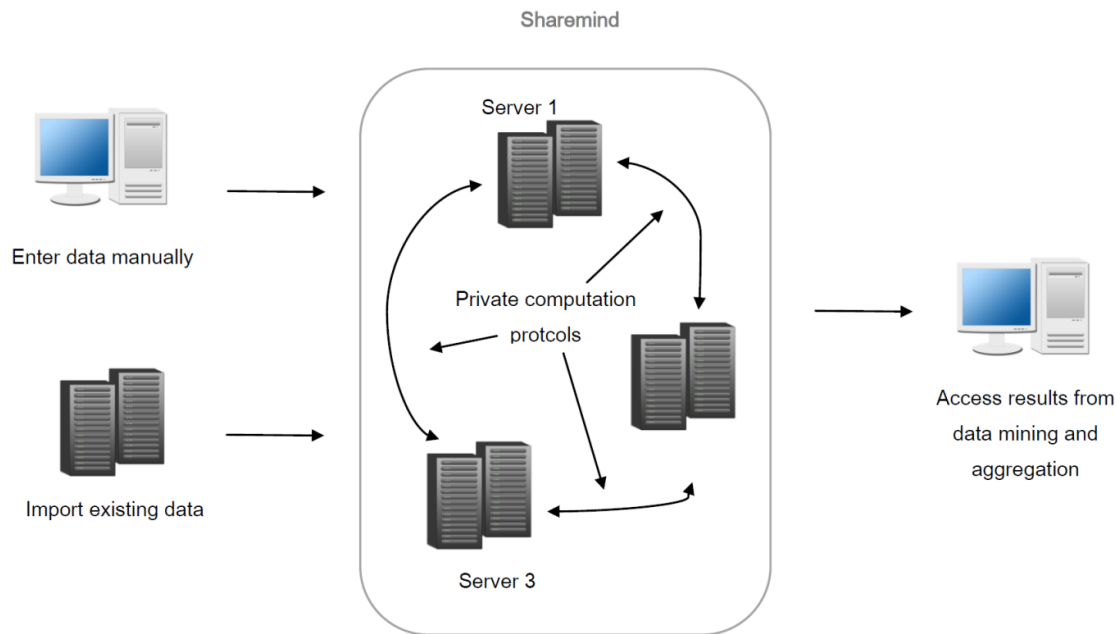 Sharemind
Server 1
Enter data manually
Private computation
protcols
Access results from
data mining and
aggregation
Import existing data
Server 3